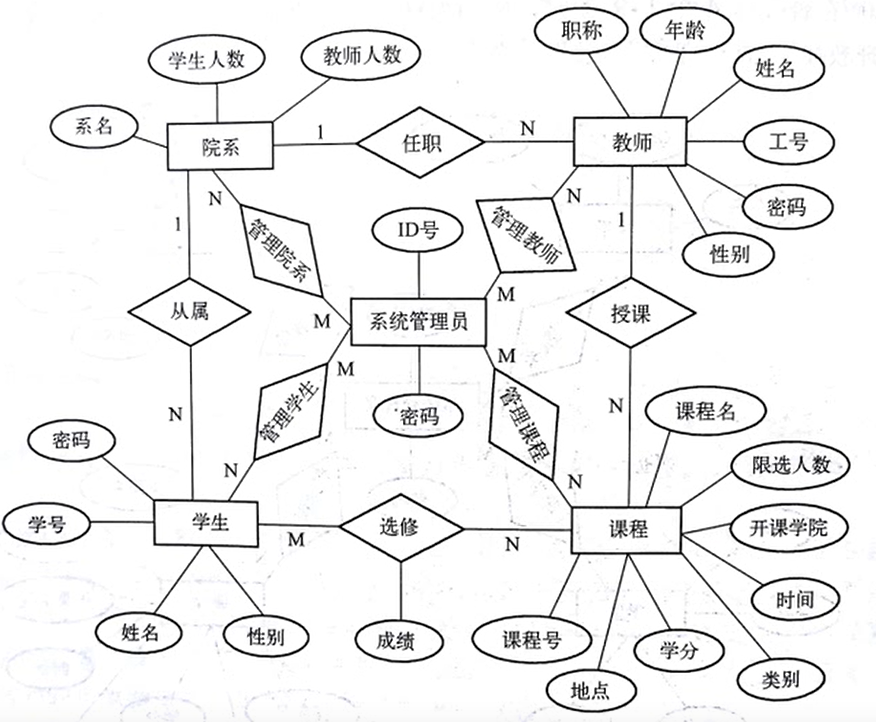 职称
年龄
学生人数
教师人数
姓名
系名
院系
1
任职
N
教师
工号
N
N
密码
1
管理院系
ID号
管理教师
1
性别
从属
M
系统管理员
M
授课
M
M
N
管理学生
密码
管理课程
N
课程名
密码
N
N
限选人数
学号
学生
M
选修
N
课程
开课学院
时间
姓名
性别
成绩
课程号
学分
地点
类别